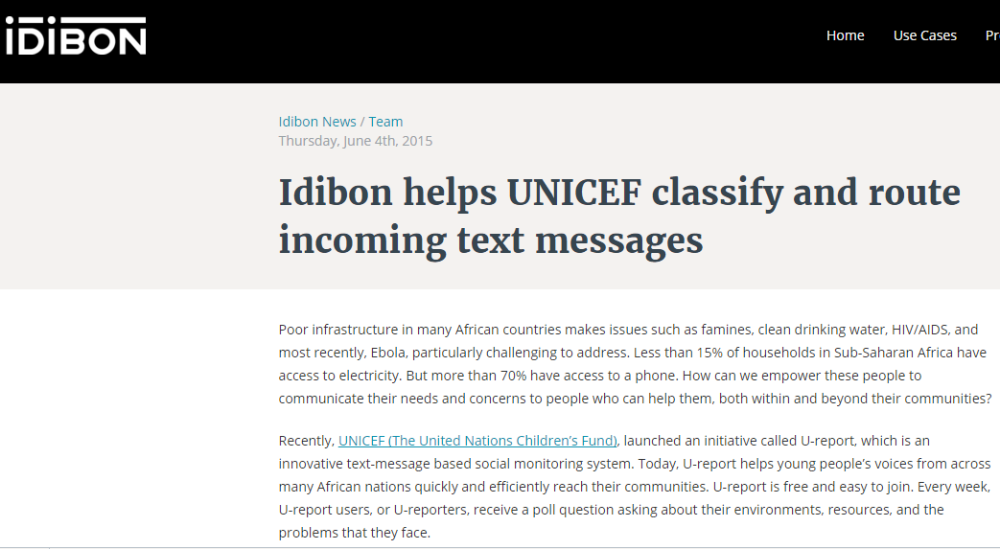 IDIBON
Home Use Cases Pr
Idibon News / Team
Thursday, June 4th, 2015
Idibon helps UNICEF classify and route
incoming text messages
Poor infrastructure in many African countries makes issues such as famines, clean drinking water, HIV/AIDS, and
most recently, Ebola, particularly challenging to address. Less than 15% of households in Sub-Saharan Africa have
access to electricity. But more than 70% have access to a phone. How can we empower these people to
communicate their needs and concerns to people who can help them, both within and beyond their communities?
Recently, UNICEF (The United Nations Children’s Fund), launched an initiative called U-report, which is an
innovative text-message based social monitoring system. Today, U-report helps young people’s voices from across
many African nations quickly and efficiently reach their communities. U-report is free and easy to join. Every week,
U-report users, or U-reporters, receive a poll question asking about their environments, resources, and the
problems that they face.